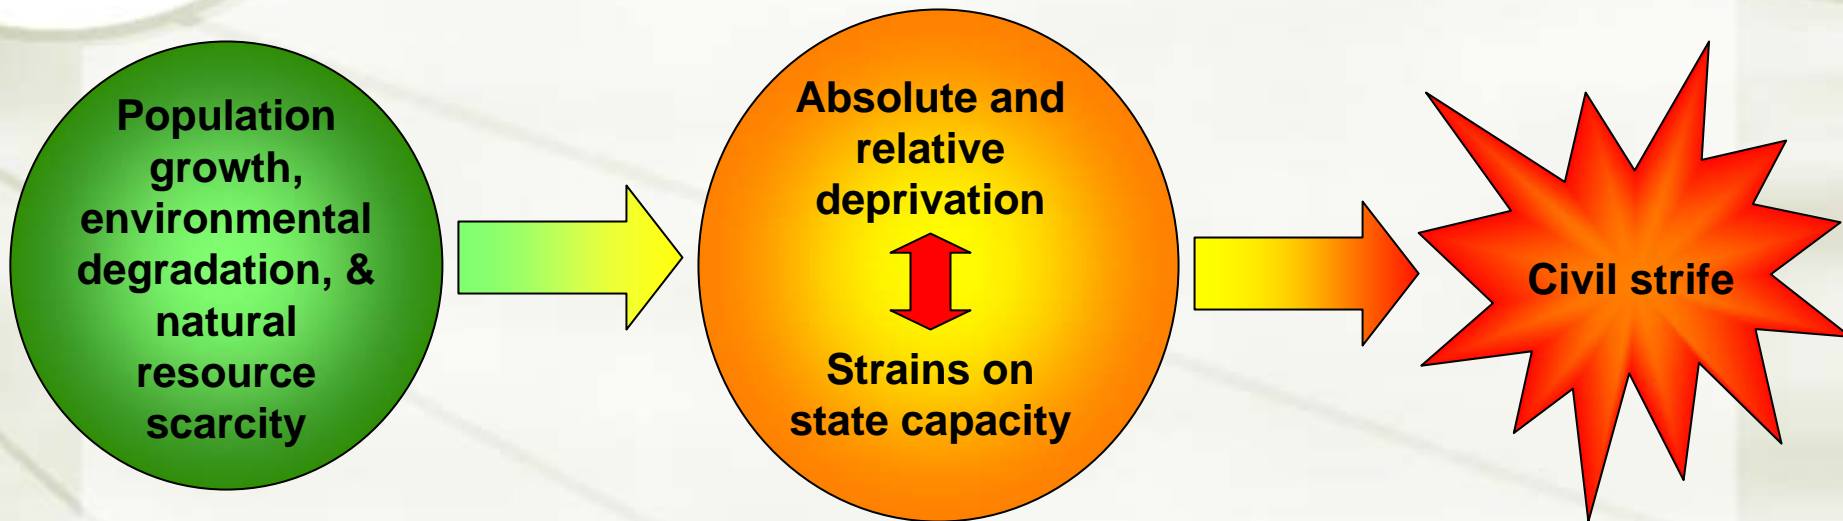 Population
growth,
environmental
degradation, &
natural
resource
scarcity
Absolute and
relative
deprivation
Strains on
state capacity
Civil strife